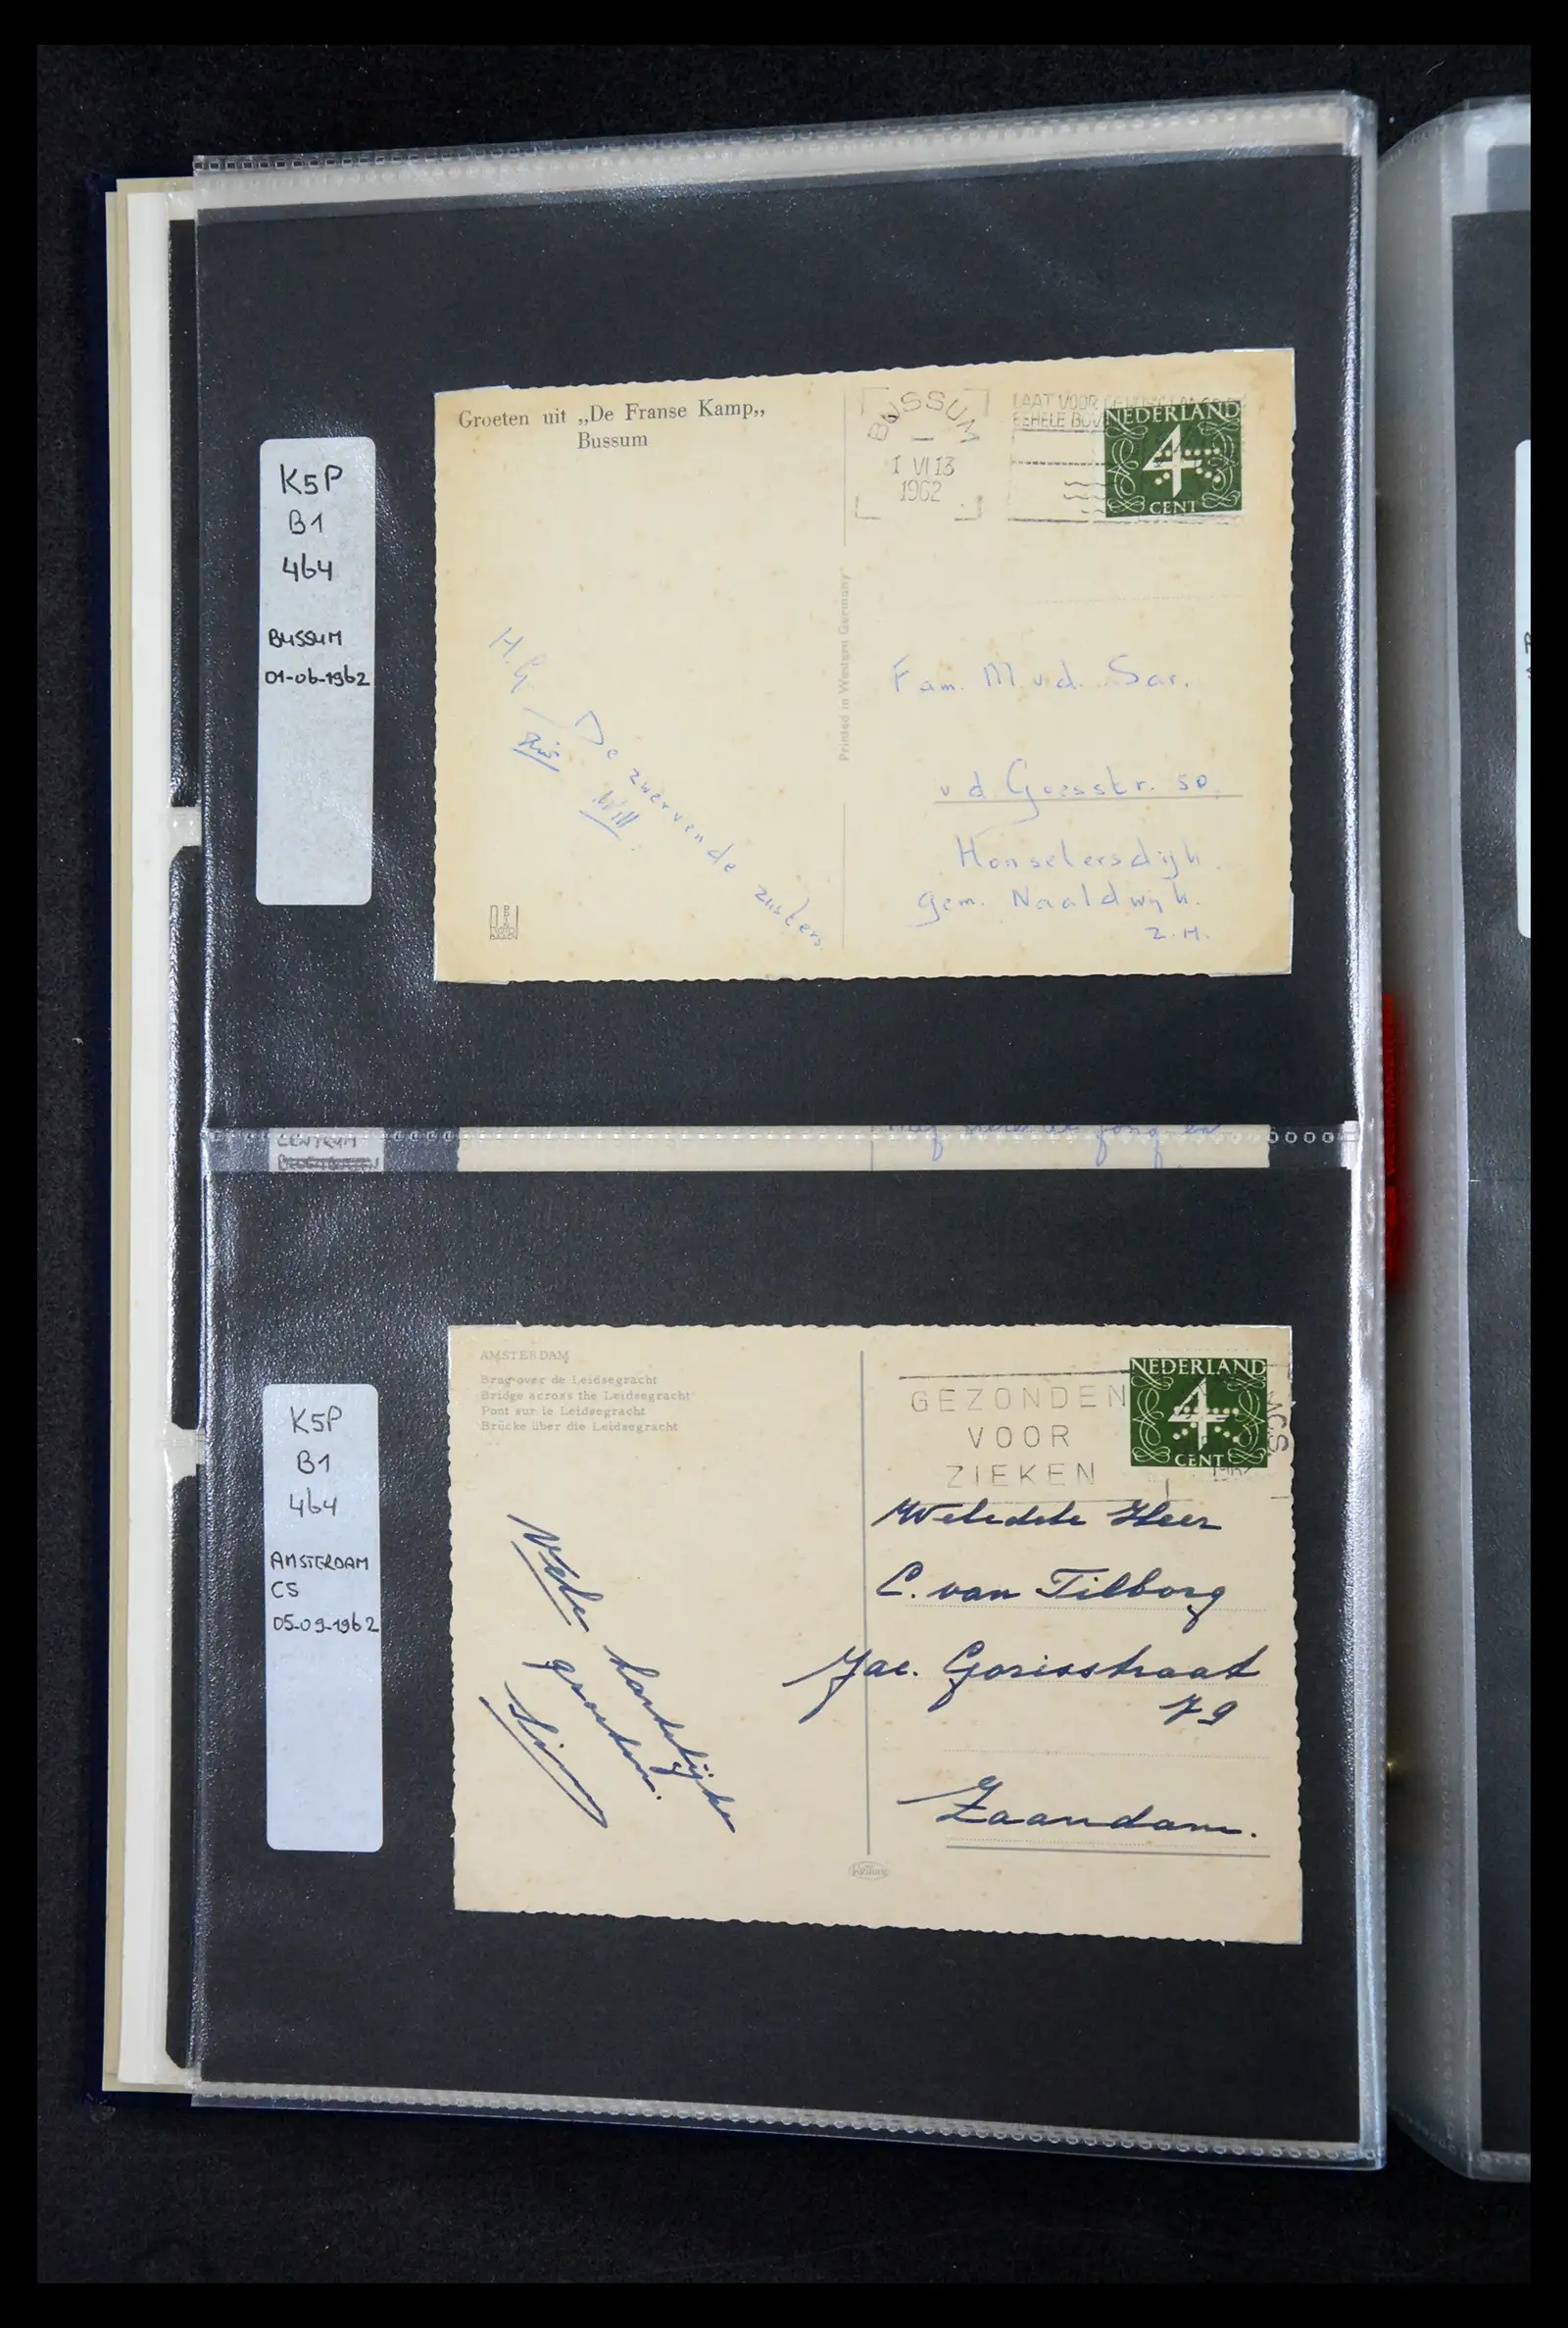 K5P
B1
464
BUSSUM
01-06-1962
Groeten uit „De Franse Kamp„
Bussum
BUSSUM
1 VI 13
1962
LAAT VOOR
GEHELE
NEDERLAND
4
CENT
Printed in Western Germany
H.G.
De zwervende zusters.
Will
Fam. M v.d. Sar.
v d Goesstr. 50.
Honselersdijk.
gem. Naaldwijk.
Z.H.
CENTRUM
K5P
B1
464
AMSTERDAM
CS
05-09-1962
AMSTERDAM
Brug over de Leidsegracht
Bridge across the Leidsegracht
Pont sur le Leidsegracht
Brücke über die Leidsegracht
GEZONDEN
VOOR
ZIEKEN
NEDERLAND
4
CENT
Vele hartelijke
groeten.
Weledele Heer
C. van Tilborg
Jac. Gorisstraat
79
Zaandam.